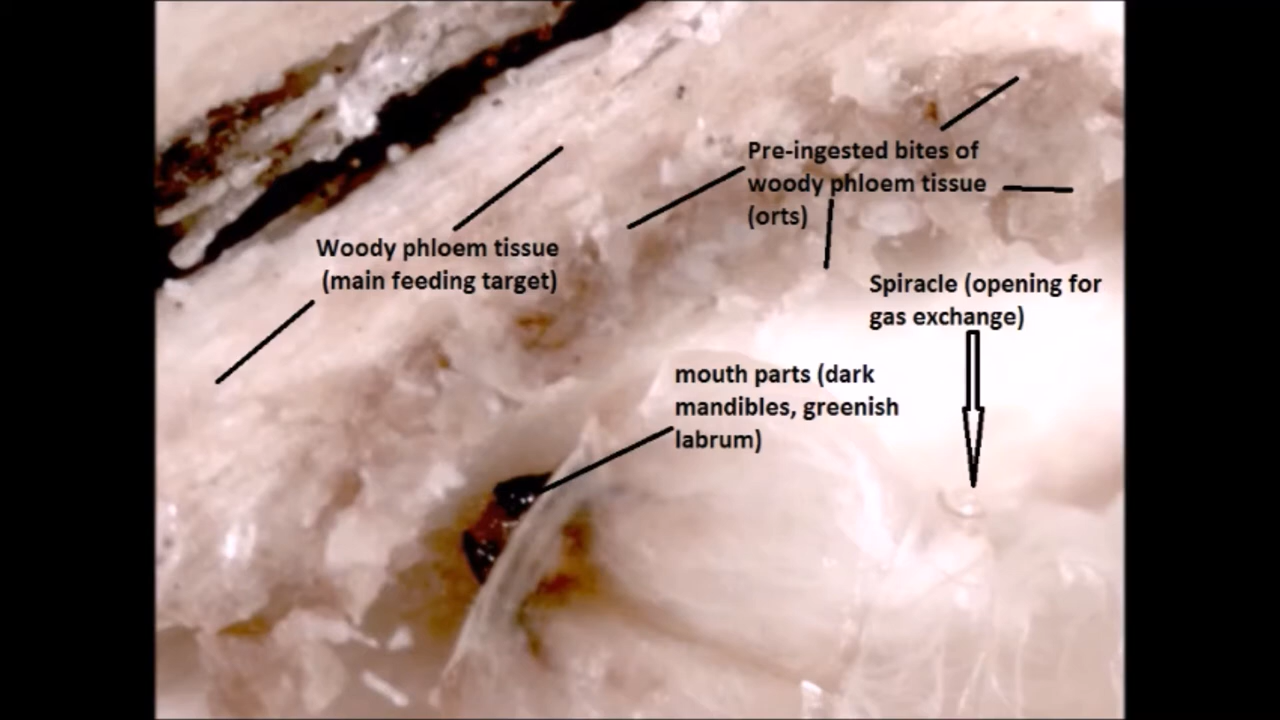 Pre-ingested bites of
woody phloem tissue
(orts)
Woody phloem tissue
(main feeding target)
Spiracle (opening for
gas exchange)
mouth parts (dark
mandibles, greenish
labrum)